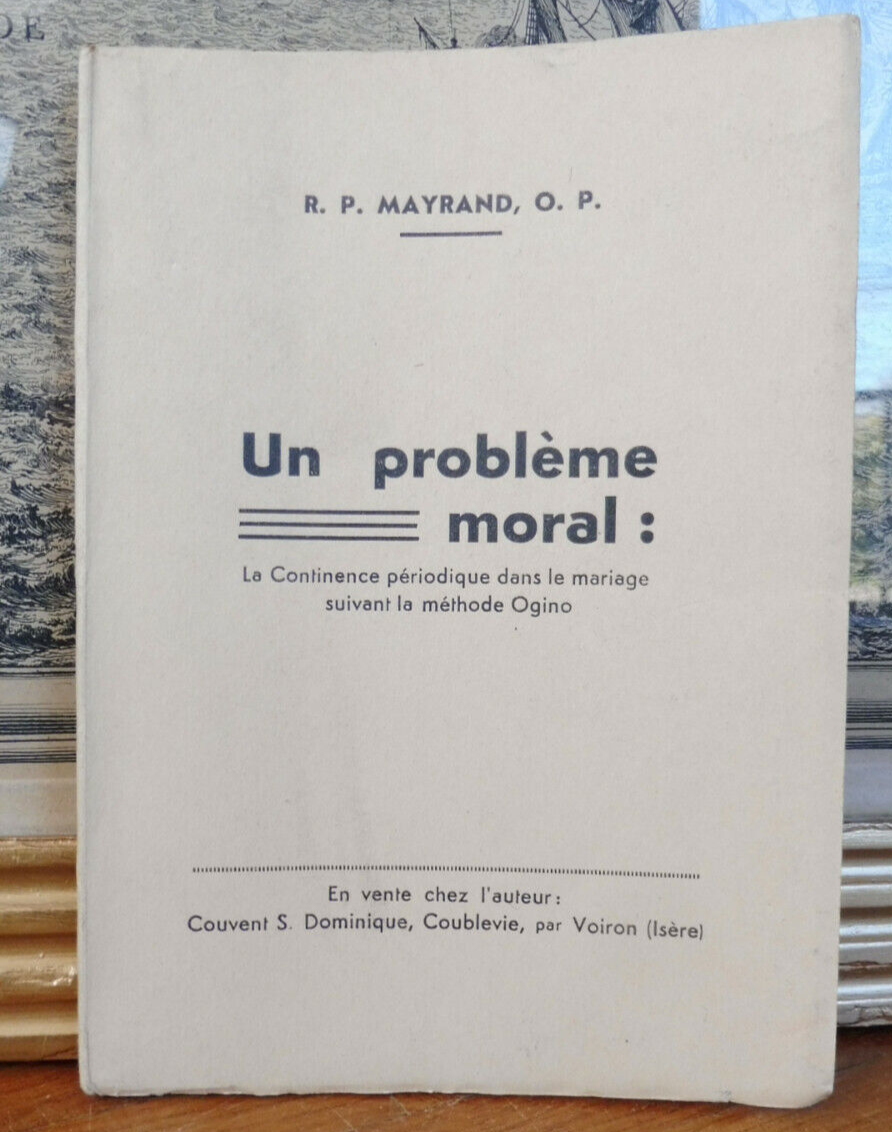 DE
R. P. MAYRAND, O. P.
Un problème
moral :
La Continence périodique dans le mariage
suivant la méthode Ogino
En vente chez l'auteur :
Couvent S. Dominique, Coublevie, par Voiron (Isère)